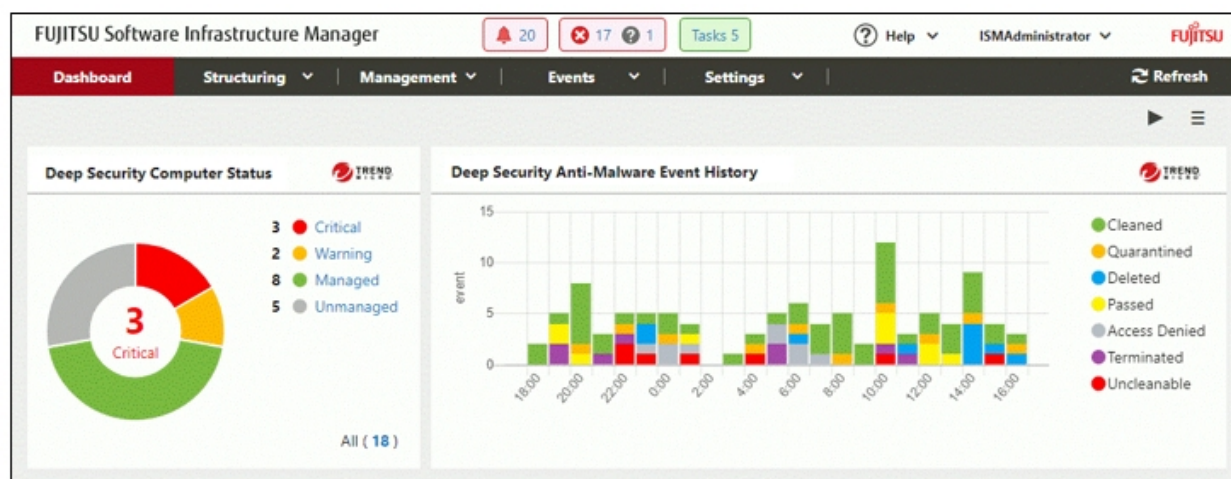 FUJITSU Software Infrastructure Manager 20 17 1 Tasks 5 Help ISMAdministrator FUJITSU
Dashboard Structuring Management Events Settings Refresh
Deep Security Computer Status TREND MICRO
3 Critical
2 Warning
8 Managed
5 Unmanaged
3
Critical
All ( 18 )
Deep Security Anti-Malware Event History TREND MICRO
15
10
5
0
event
18:00 20:00 22:00 0:00 2:00 4:00 6:00 8:00 10:00 12:00 14:00 16:00
Cleaned
Quarantined
Deleted
Passed
Access Denied
Terminated
Uncleanable